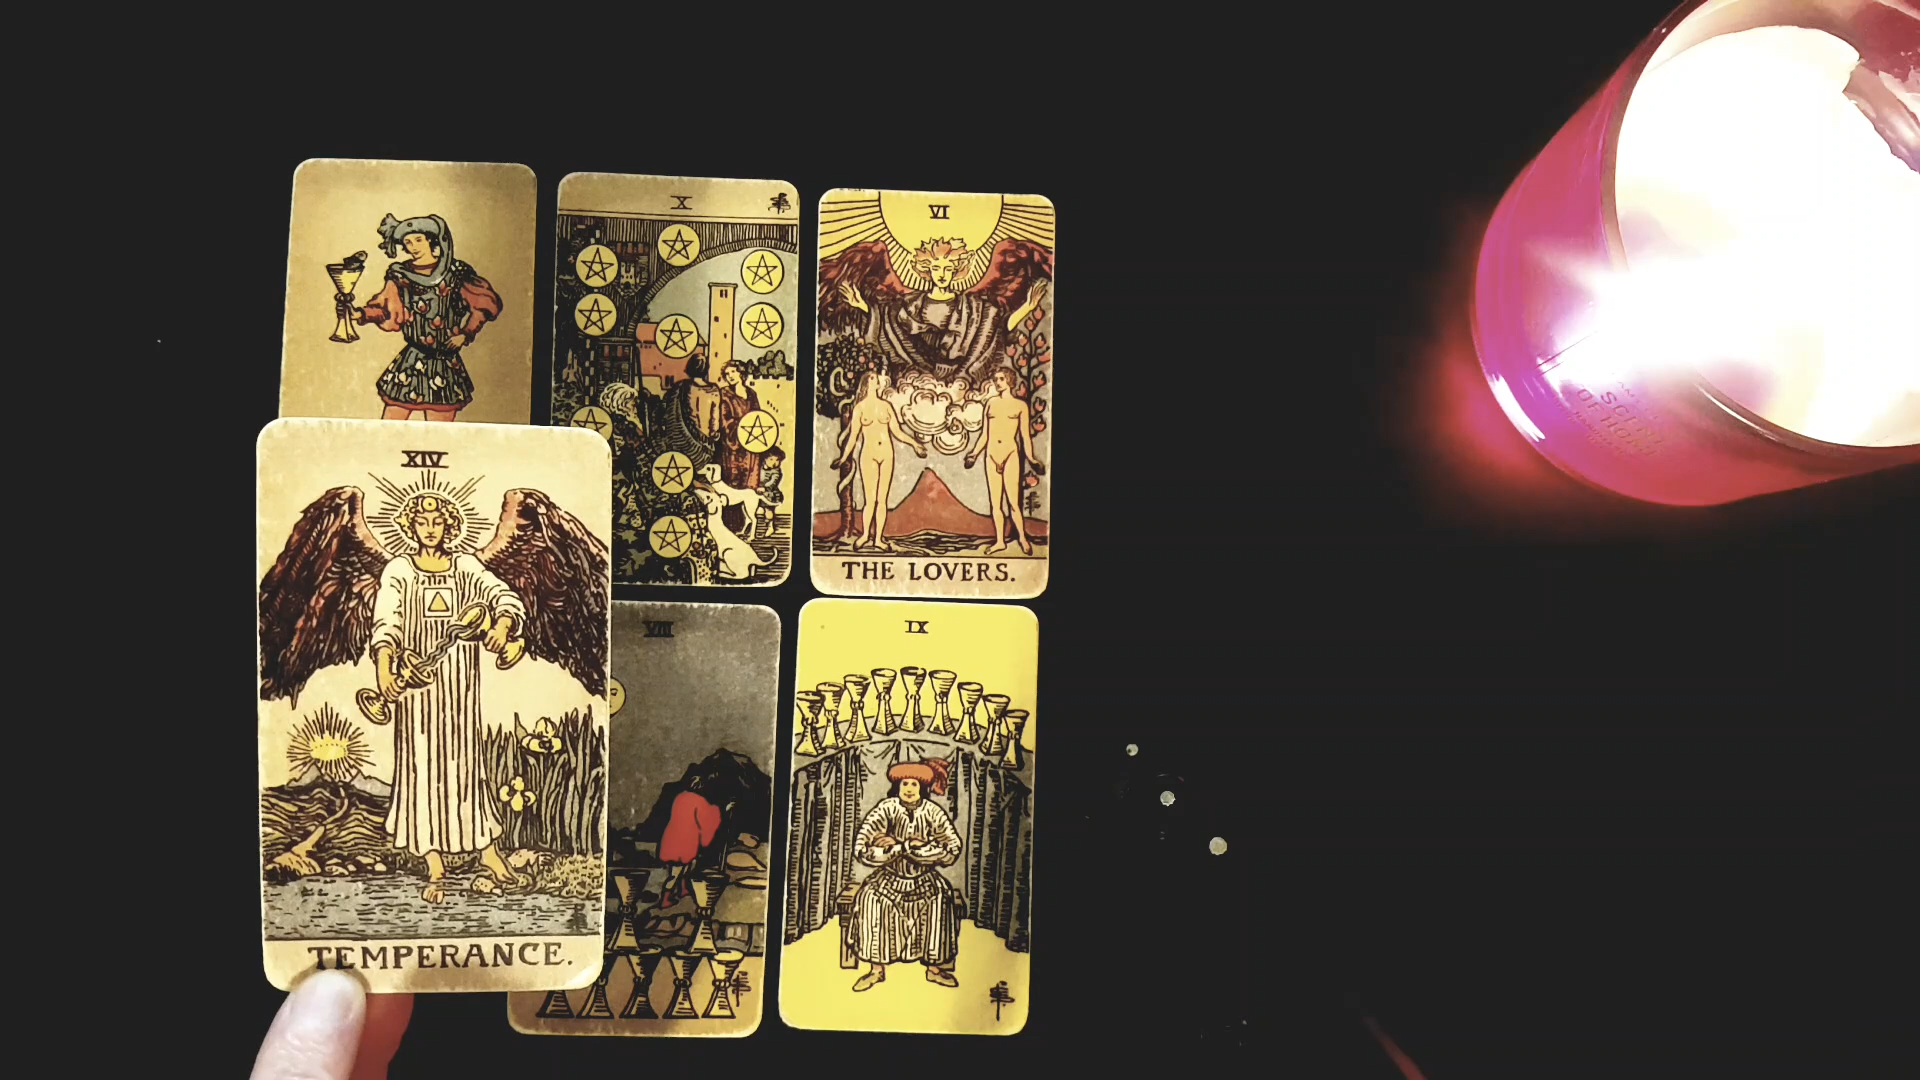 X
VI
THE LOVERS.
XIV
TEMPERANCE.
VIII
IX